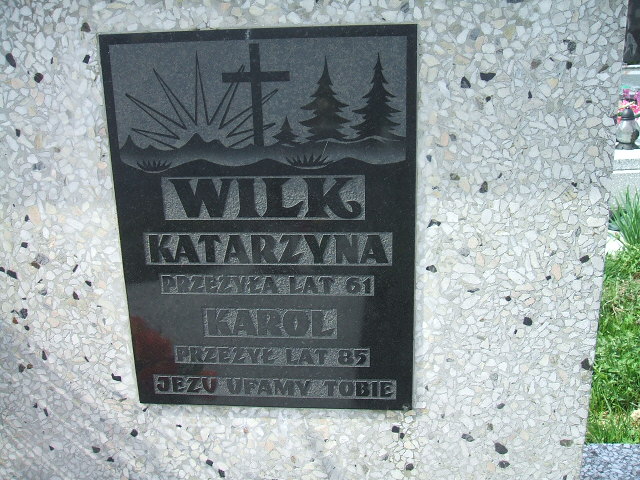 WILK
KATARZYNA
PRZEŻYŁA LAT 61
KAROL
PRZEŻYŁ LAT 85
JEZU UFAMY TOBIE